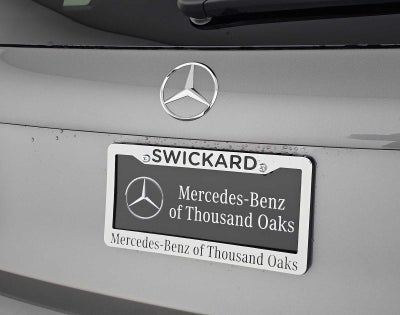 SWICKARD
Mercedes-Benz
of Thousand Oaks
Mercedes-Benz of Thousand Oaks